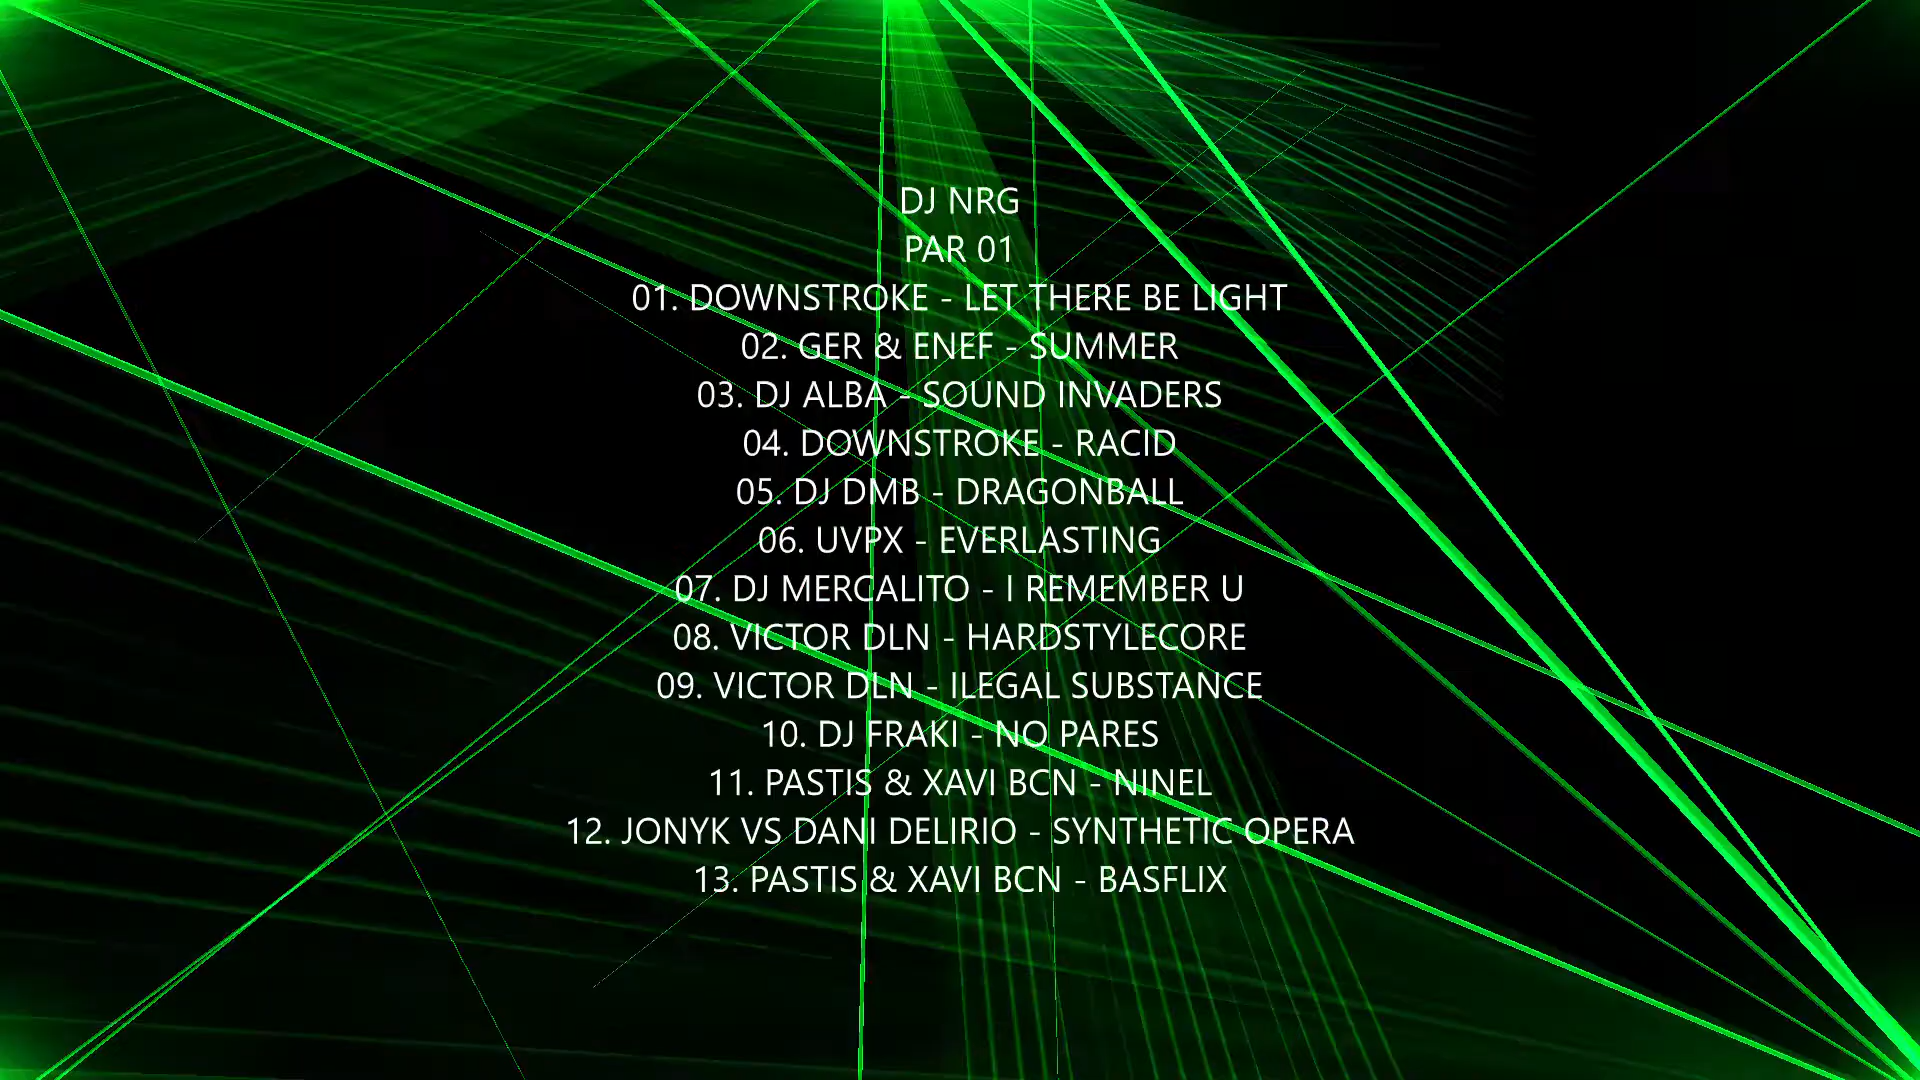 DJ NRG
PAR 01
01. DOWNSTROKE - LET THERE BE LIGHT
02. GER & ENEF - SUMMER
03. DJ ALBA - SOUND INVADERS
04. DOWNSTROKE - RACID
05. DJ DMB - DRAGONBALL
06. UVPX - EVERLASTING
07. DJ MERCALITO - I REMEMBER U
08. VICTOR DLN - HARDSTYLECORE
09. VICTOR DLN - ILEGAL SUBSTANCE
10. DJ FRAKI - NO PARES
11. PASTIS & XAVI BCN - NINEL
12. JONYK VS DANI DELIRIO - SYNTHETIC OPERA
13. PASTIS & XAVI BCN - BASFLIX